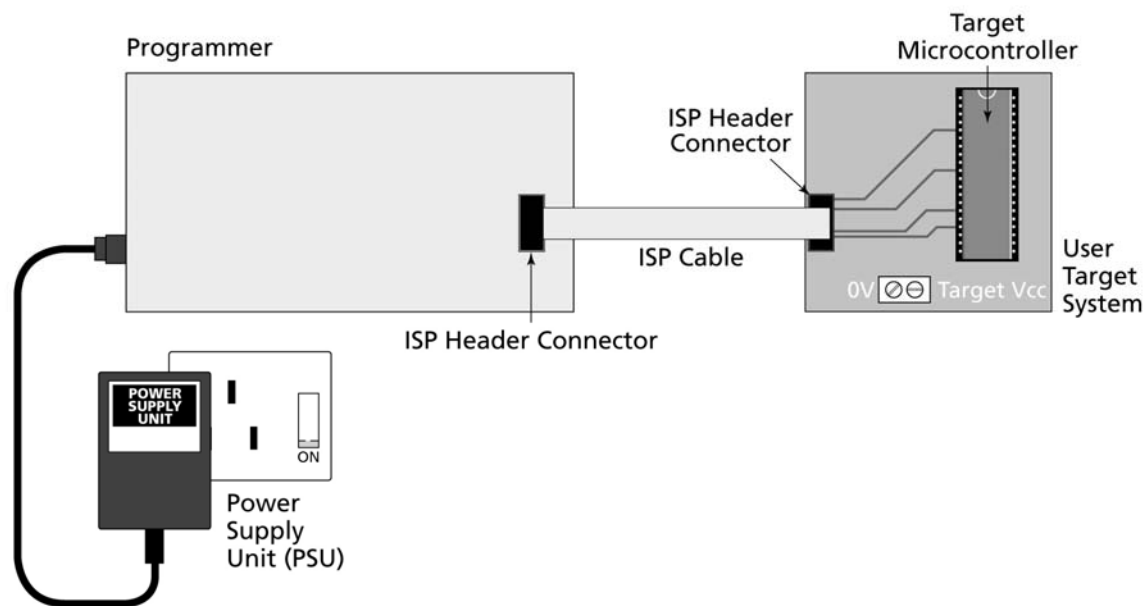 Programmer
Target
Microcontroller
ISP Header
Connector
ISP Cable
User
Target
System
0V
Target Vcc
ISP Header Connector
POWER
SUPPLY
UNIT
ON
Power
Supply
Unit (PSU)